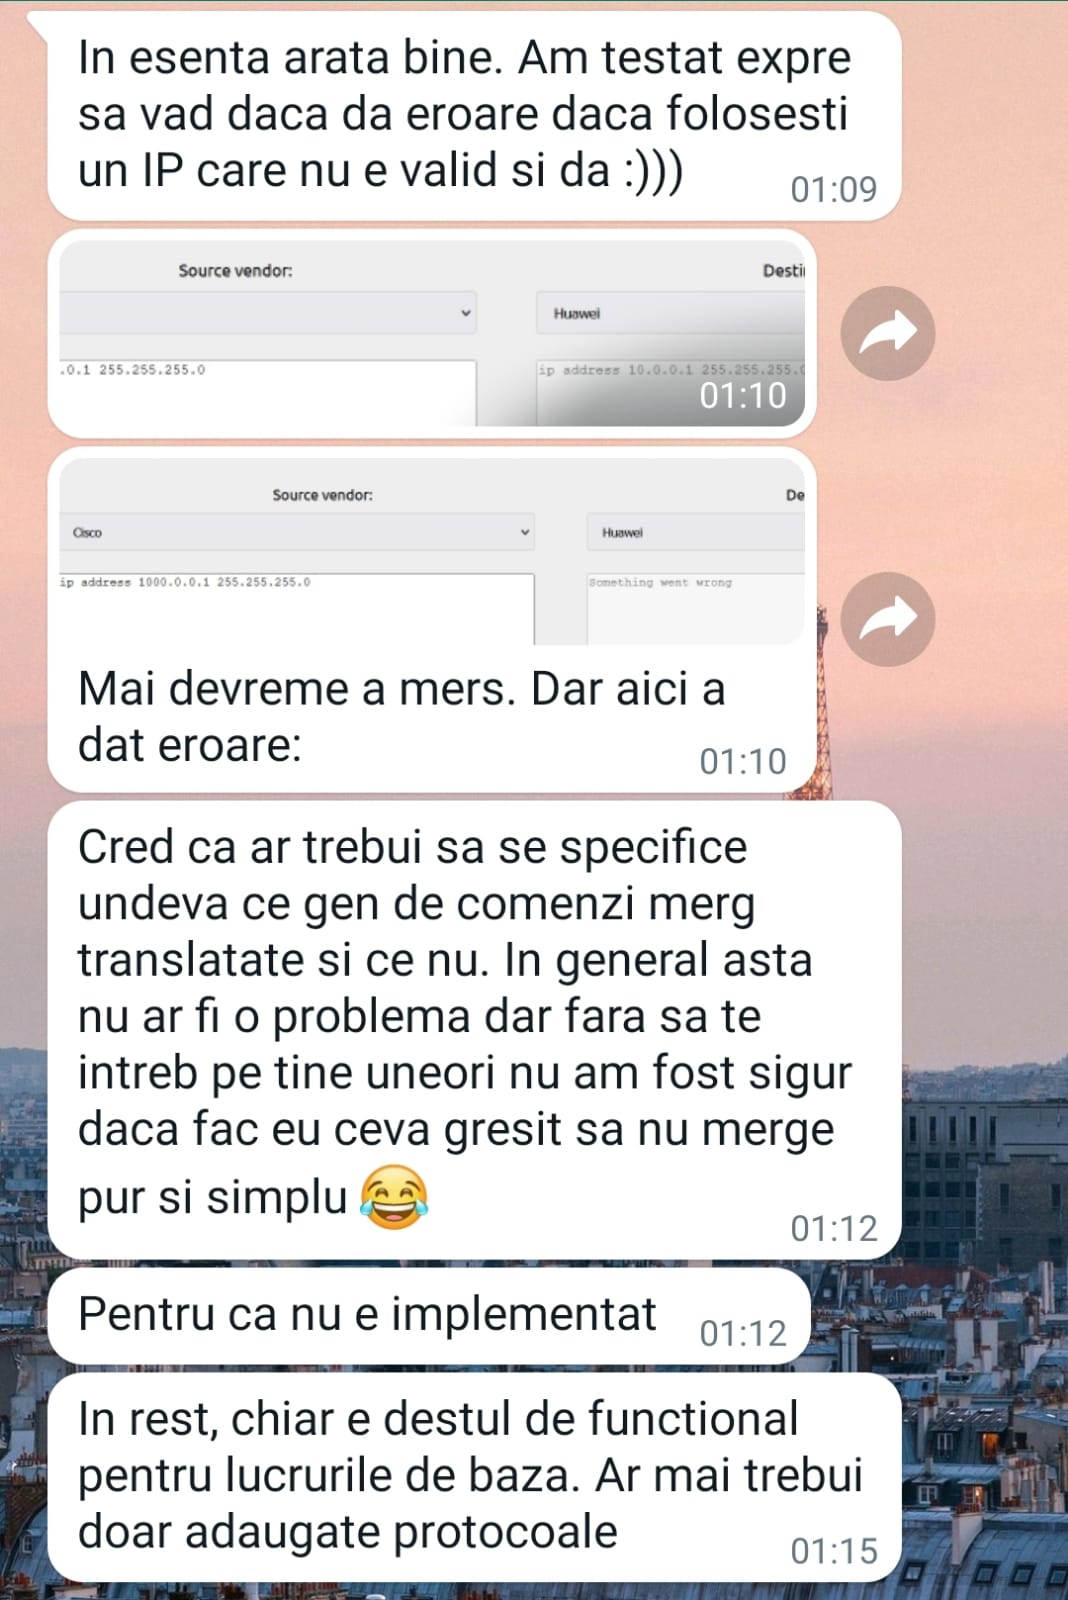 In esenta arata bine. Am testat expre
sa vad daca da eroare daca folosesti
un IP care nu e valid si da :)))
01:09
Source vendor:
Desti
Huawei
.0.1 255.255.255.0
ip address 10.0.0.1 255.255.255.0
01:10
Source vendor:
De
Cisco
Huawei
ip address 1000.0.0.1 255.255.255.0
Something went wrong
Mai devreme a mers. Dar aici a
dat eroare:
01:10
Cred ca ar trebui sa se specifice
undeva ce gen de comenzi merg
translatate si ce nu. In general asta
nu ar fi o problema dar fara sa te
intreb pe tine uneori nu am fost sigur
daca fac eu ceva gresit sa nu merge
pur si simplu 😂
01:12
Pentru ca nu e implementat
01:12
In rest, chiar e destul de functional
pentru lucrurile de baza. Ar mai trebui
doar adaugate protocoale
01:15